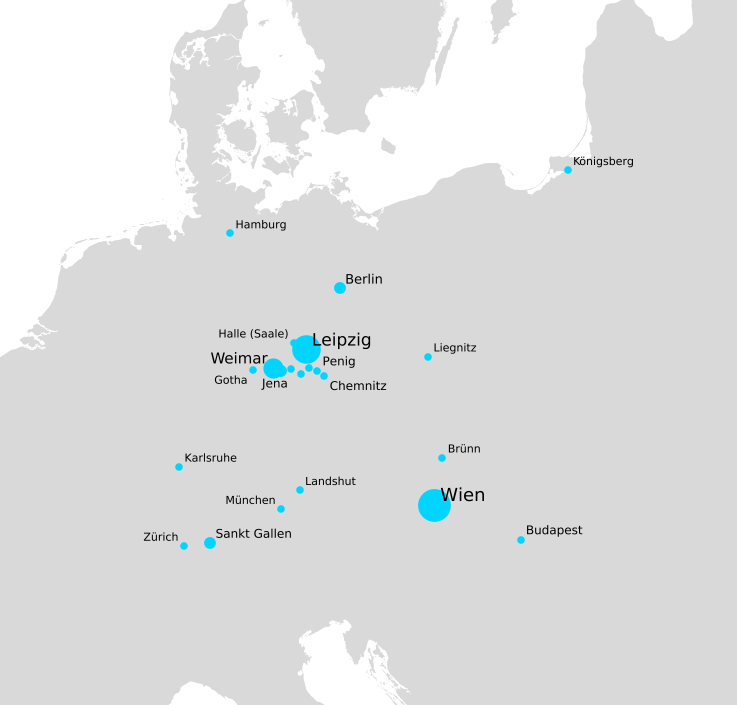 Königsberg
Hamburg
Berlin
Halle (Saale)
Leipzig
Liegnitz
Weimar
Penig
Gotha
Jena
Chemnitz
Brünn
Karlsruhe
Landshut
Wien
München
Budapest
Sankt Gallen
Zürich